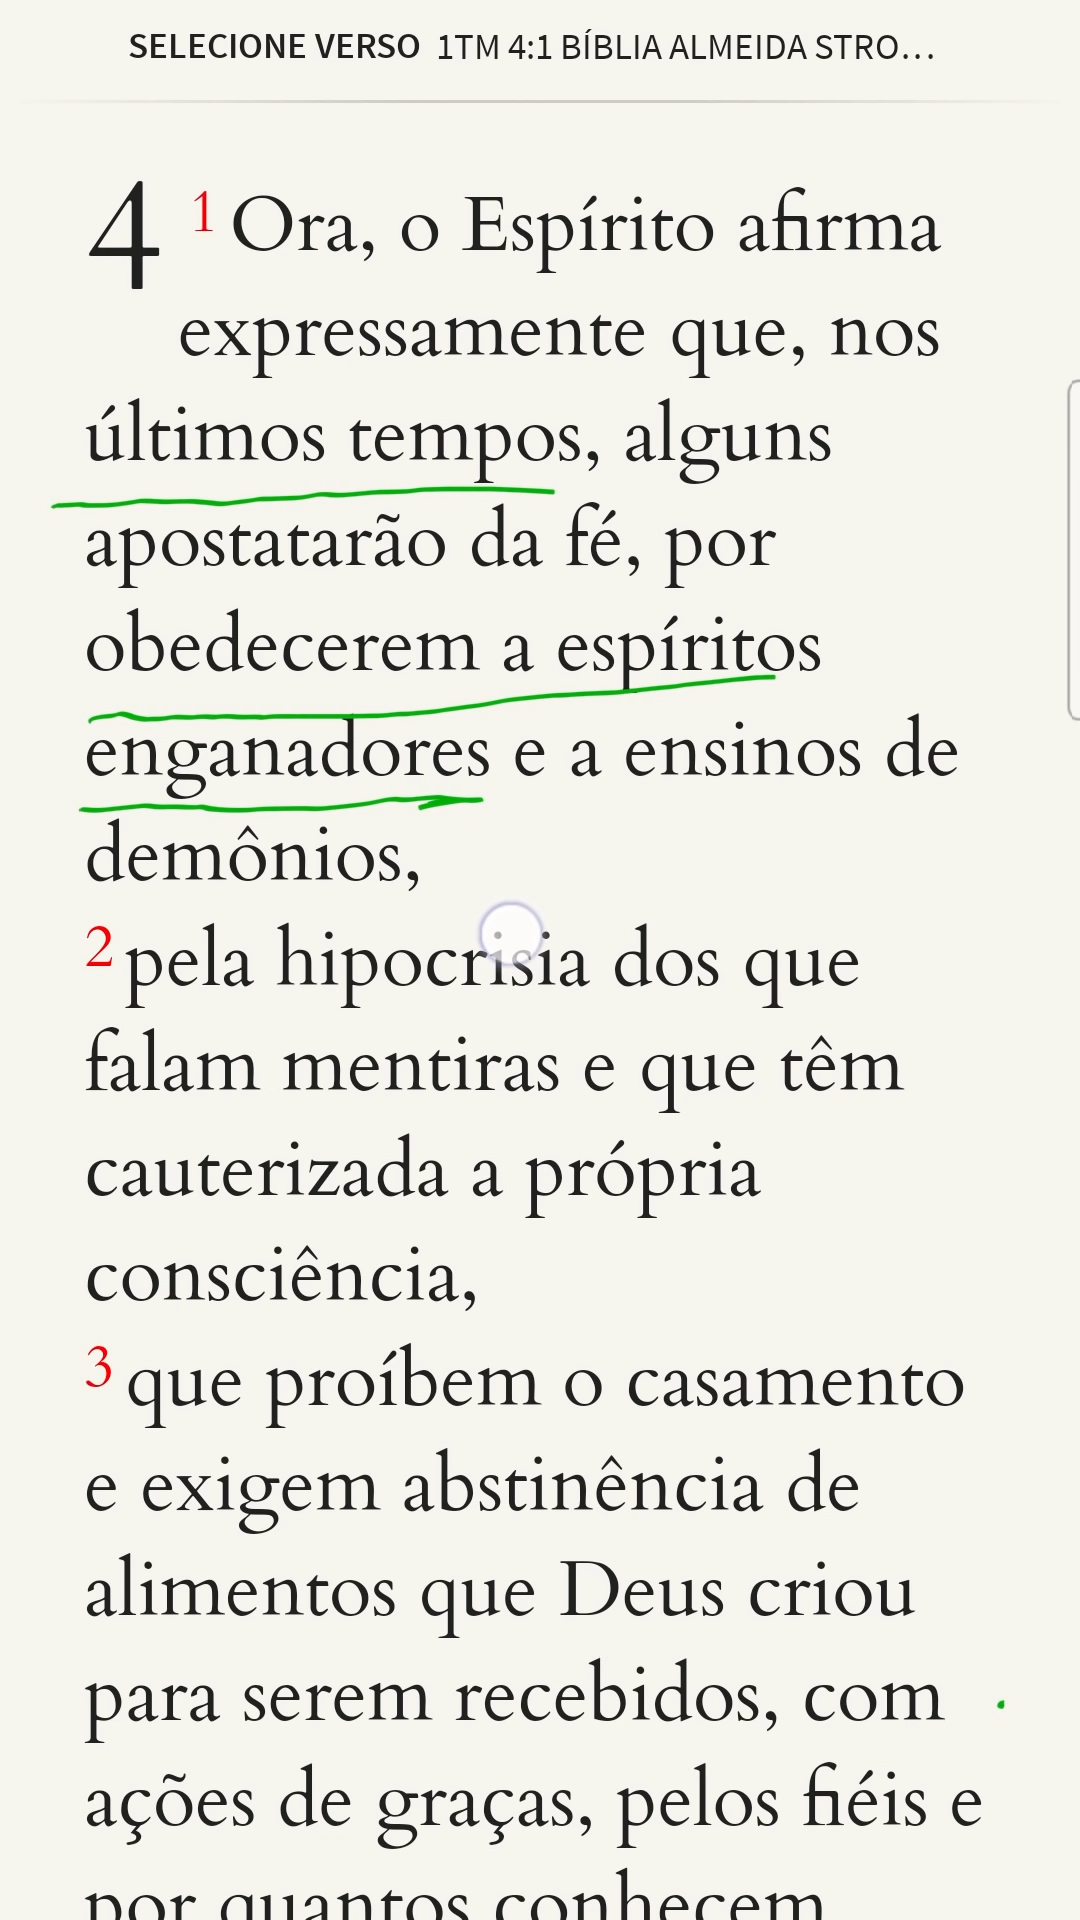 SELECIONE VERSO 1TM 4:1 BÍBLIA ALMEIDA STRO...
4 1 Ora, o Espírito afirma
expressamente que, nos
últimos tempos, alguns
apostatarão da fé, por
obedecerem a espíritos
enganadores e a ensinos de
demônios,
2 pela hipocrisia dos que
falam mentiras e que têm
cauterizada a própria
consciência,
3 que proíbem o casamento
e exigem abstinência de
alimentos que Deus criou
para serem recebidos, com
ações de graças, pelos fiéis e
por quantos conhecem